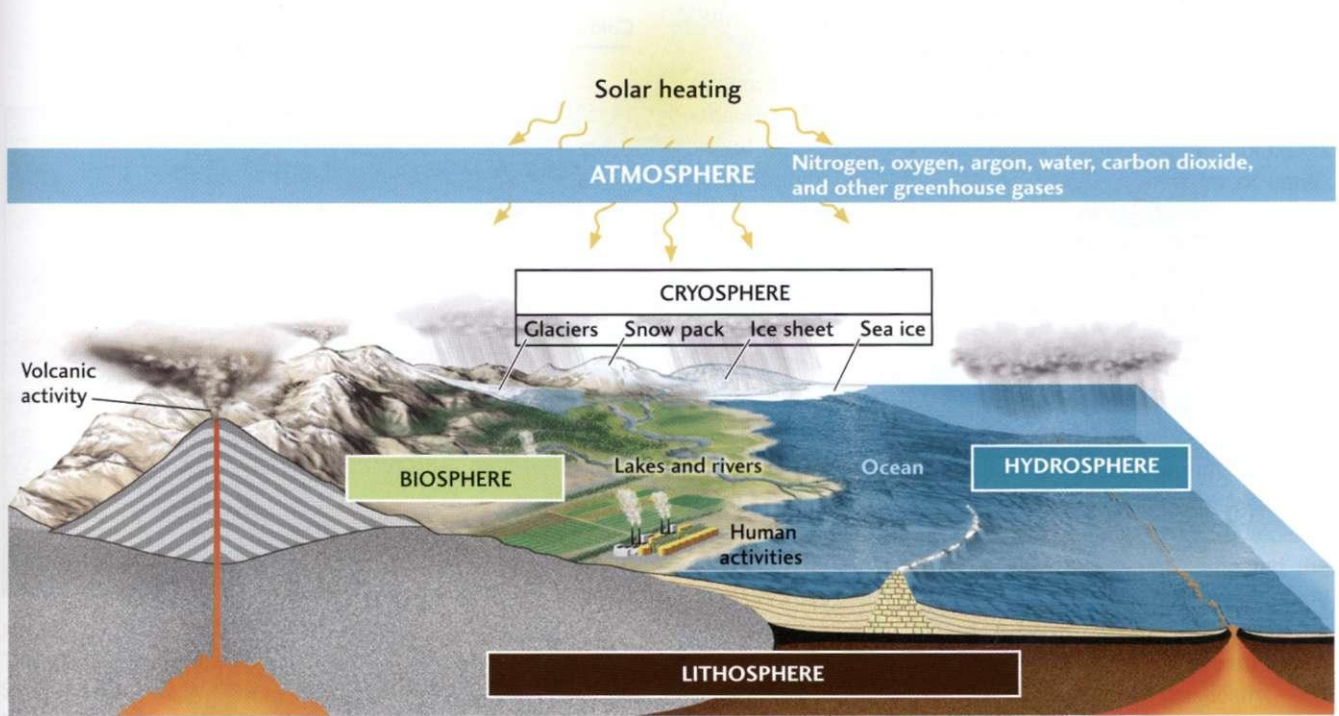 Solar heating
ATMOSPHERE
Nitrogen, oxygen, argon, water, carbon dioxide,
and other greenhouse gases
CRYOSPHERE
Glaciers Snow pack Ice sheet Sea ice
Volcanic
activity
BIOSPHERE
Lakes and rivers
Ocean
HYDROSPHERE
Human
activities
LITHOSPHERE